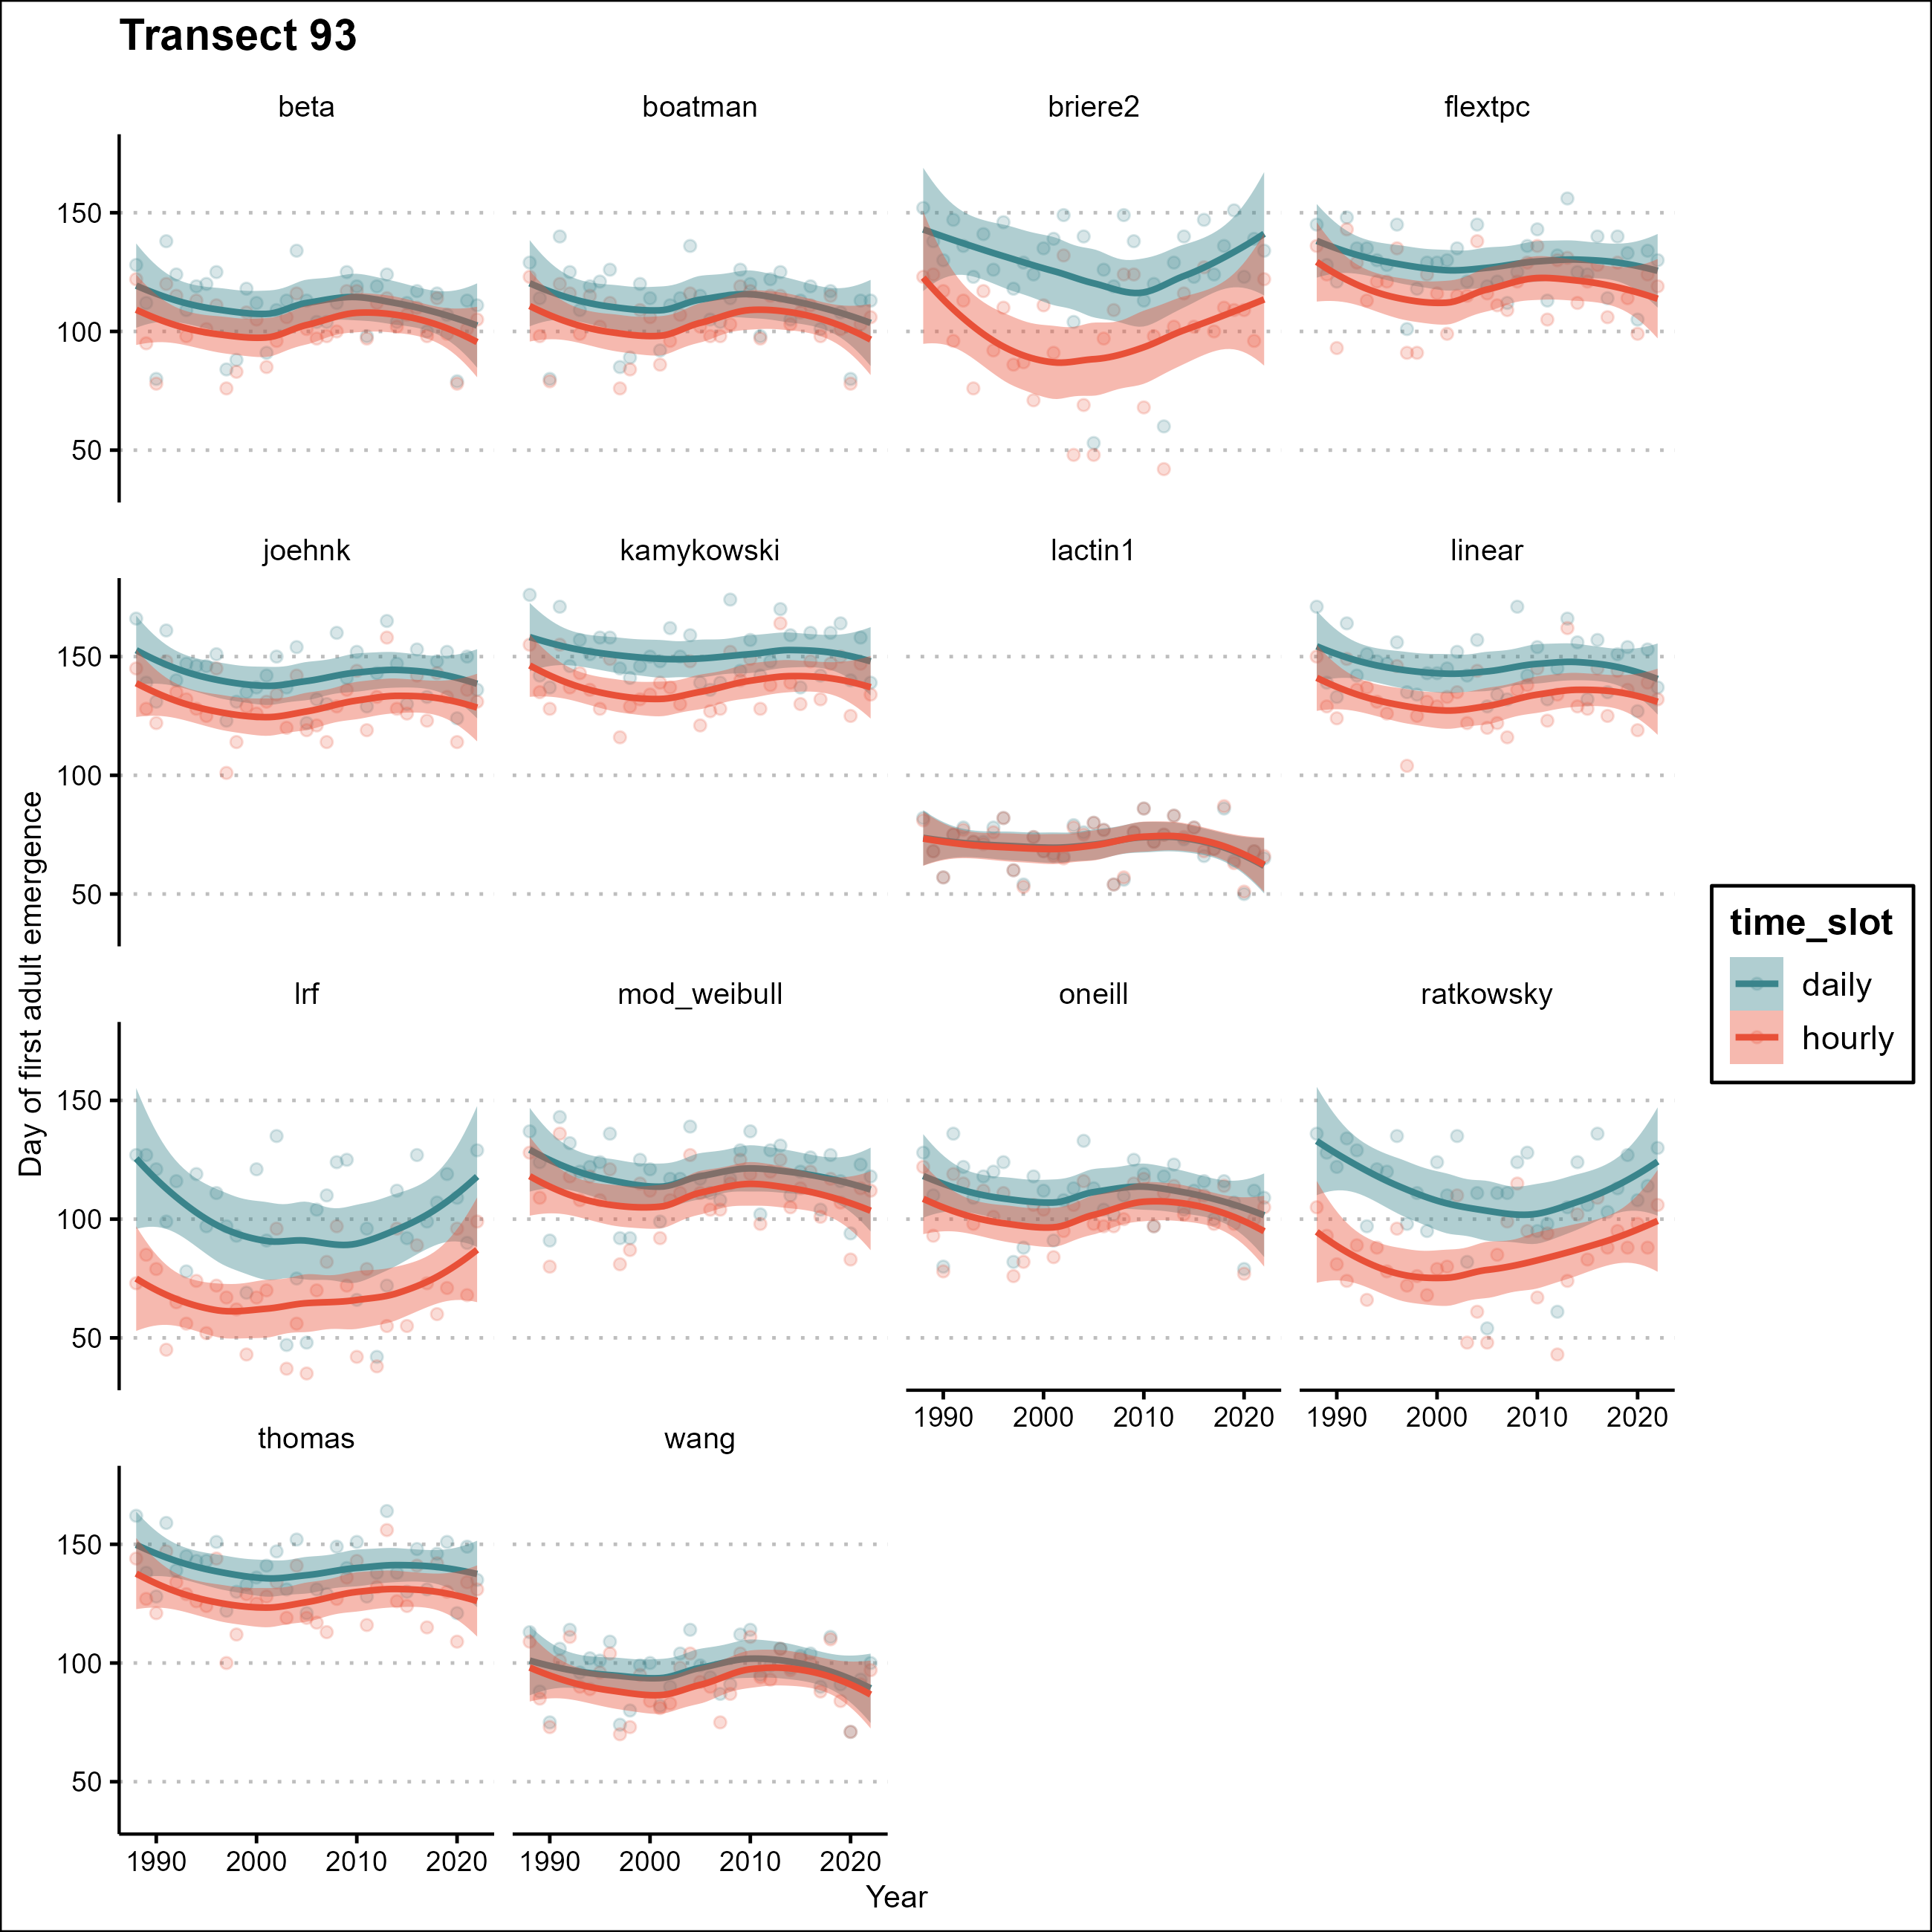 Transect 93
beta boatman briere2 flextpc
150
100
50
joehnk kamykowski lactin1 linear
150
100
50
lrf mod_weibull oneill ratkowsky
150
100
50
1990 2000 2010 2020 1990 2000 2010 2020
thomas wang
150
100
50
1990 2000 2010 2020 1990 2000 2010 2020
Year
Day of first adult emergence
time_slot
daily
hourly